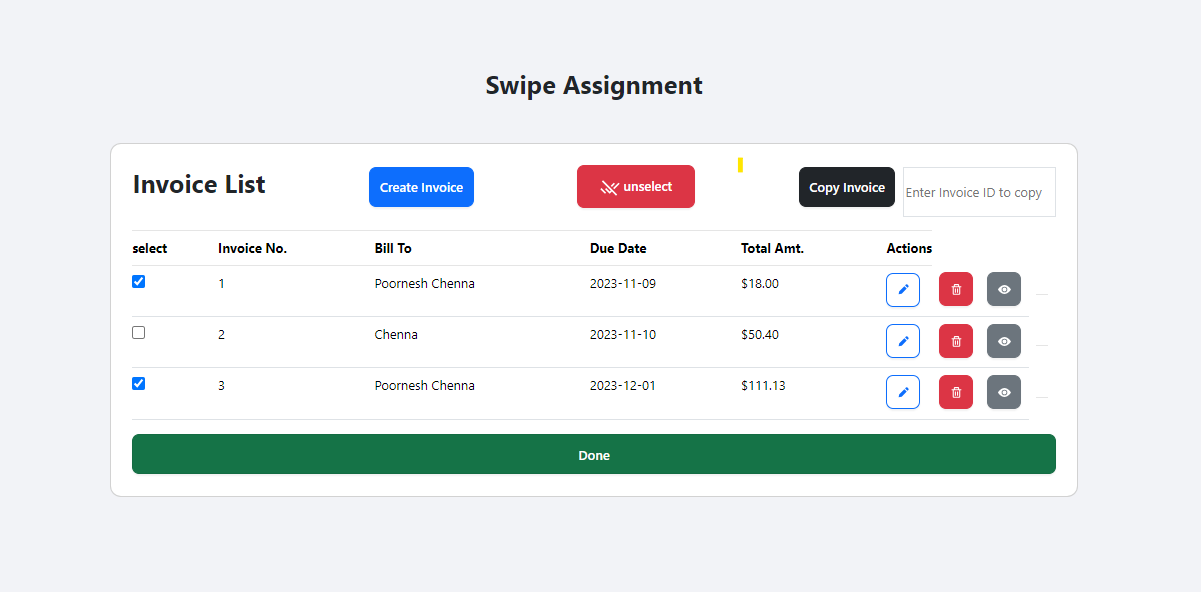 Swipe Assignment
Invoice List
Create Invoice
unselect
Copy Invoice
Enter Invoice ID to copy
select Invoice No. Bill To Due Date Total Amt. Actions
1 Poornesh Chenna 2023-11-09 $18.00
2 Chenna 2023-11-10 $50.40
3 Poornesh Chenna 2023-12-01 $111.13
Done